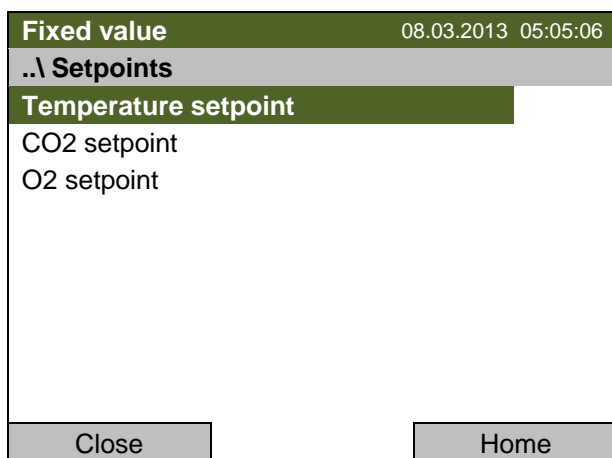 Fixed value 08.03.2013 05:05:06
..\ Setpoints
Temperature setpoint
CO2 setpoint
O2 setpoint
Close Home